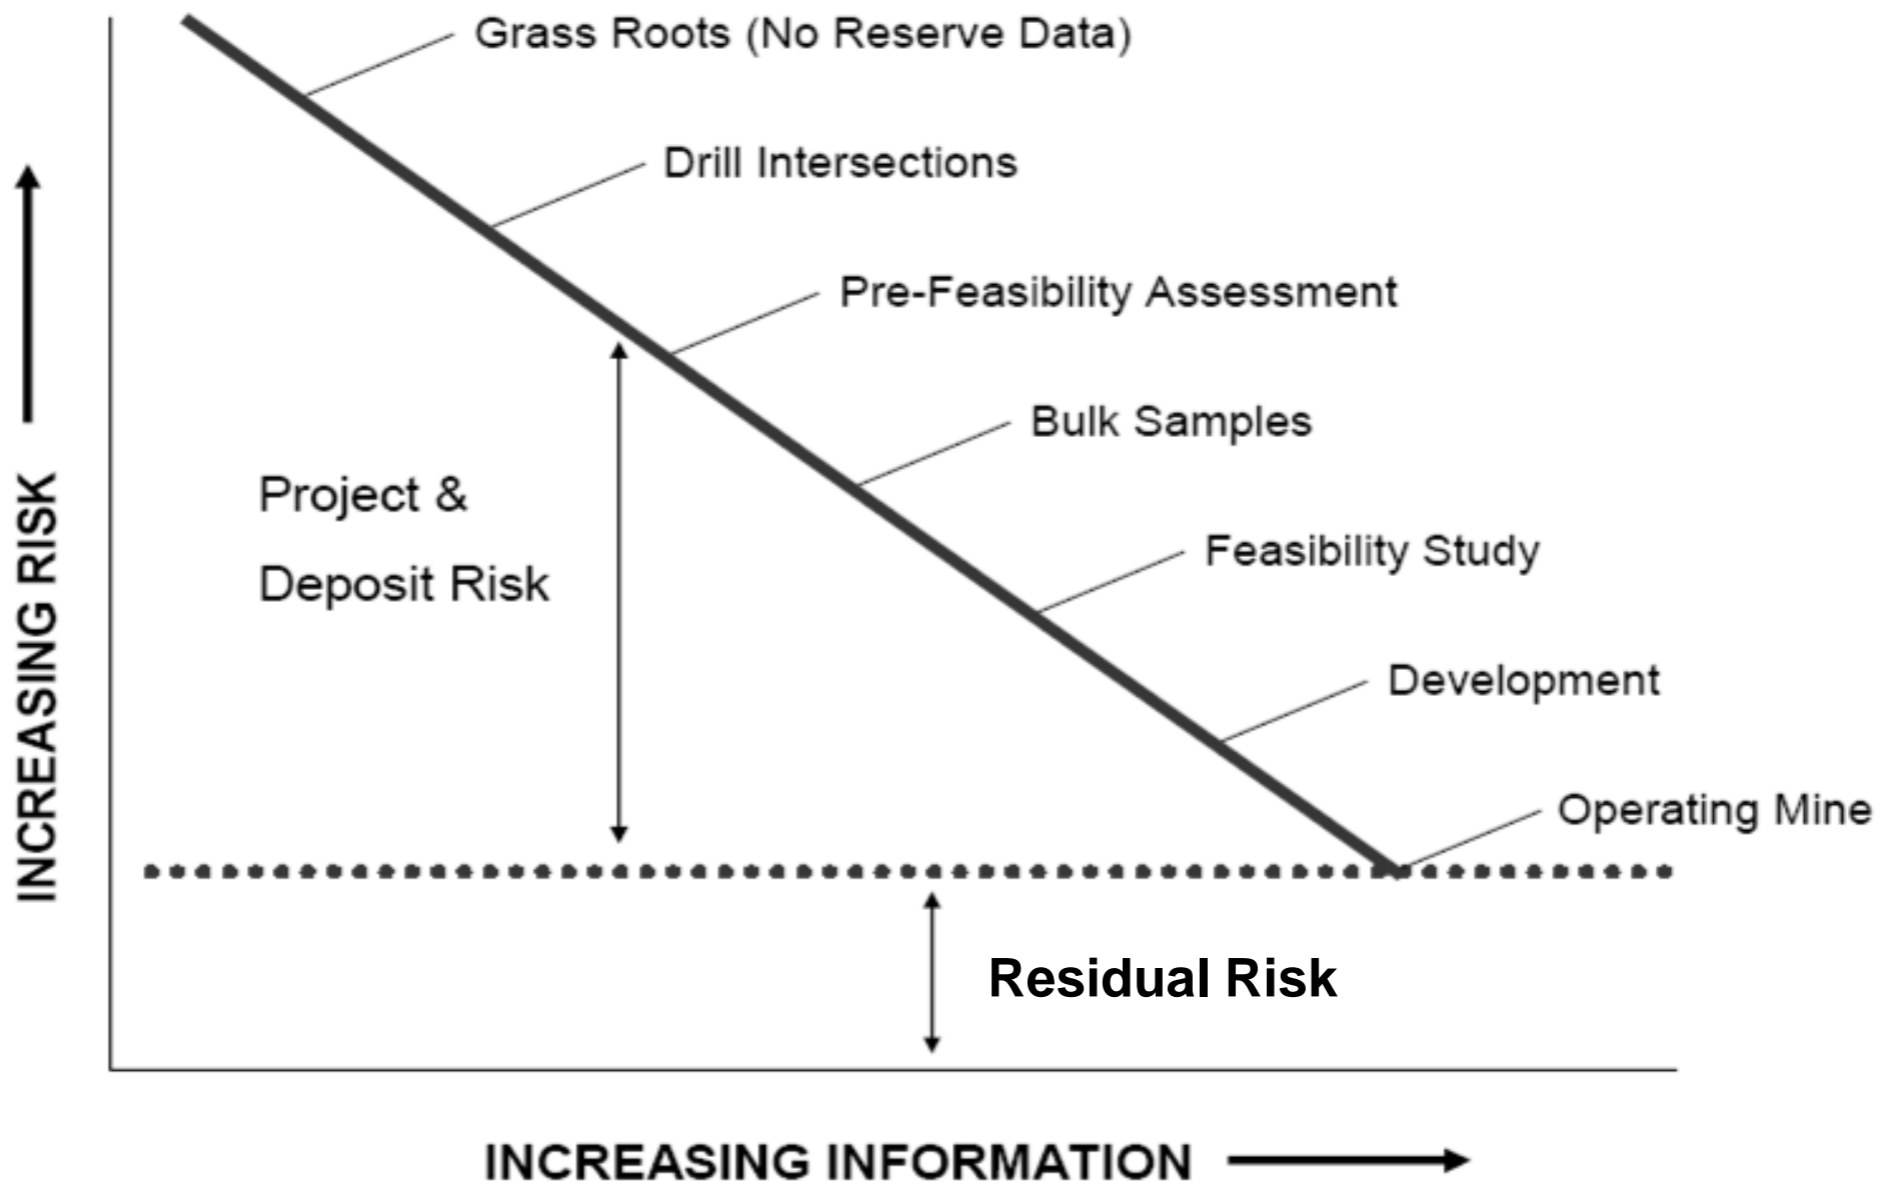 Grass Roots (No Reserve Data)
Drill Intersections
Pre-Feasibility Assessment
Bulk Samples
Project &
Deposit Risk
Feasibility Study
Development
Operating Mine
Residual Risk
INCREASING RISK
INCREASING INFORMATION